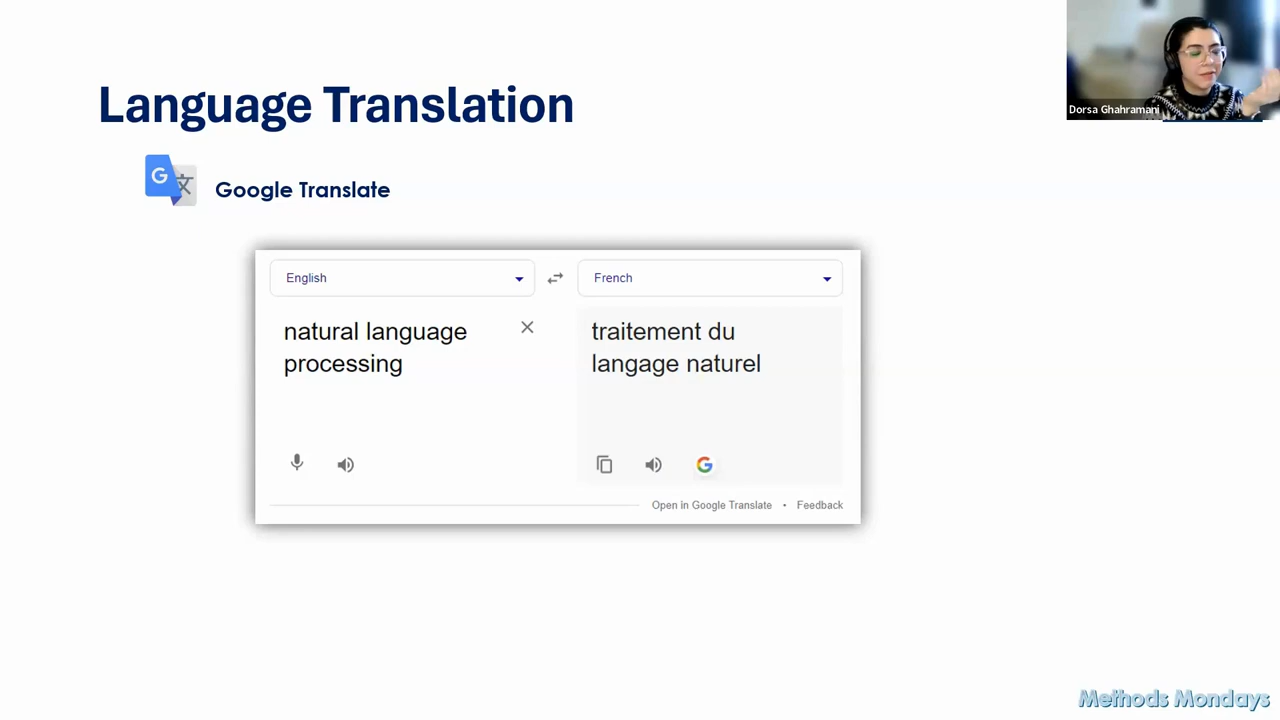 Language Translation
Dorsa Ghahramani
G 文
Google Translate
English
French
natural language
processing
traitement du
langage naturel
G
Open in Google Translate • Feedback
Methods Mondays